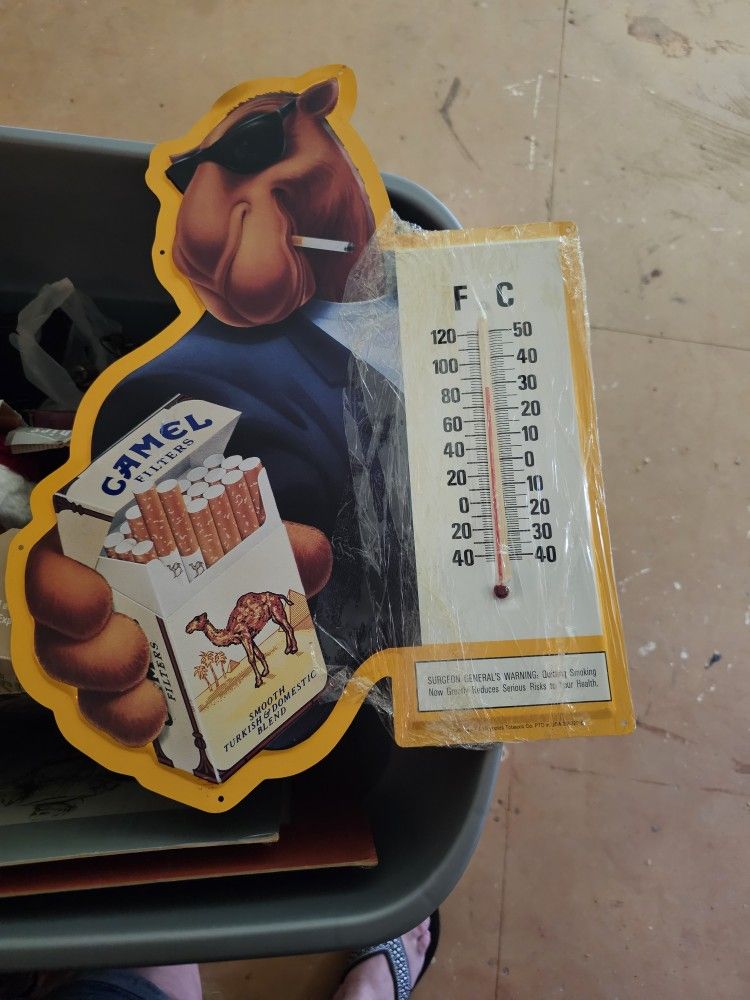 CAMEL
FILTERS
F C
120 50
100 40
80 30
60 20
40 10
20 0
0 10
20 20
40 30
40
FILTERS
SMOOTH
TURKISH & DOMESTIC
BLEND
SURGEON GENERAL'S WARNING: Quitting Smoking
Now Greatly Reduces Serious Risks to Your Health.
Tobacco Co.